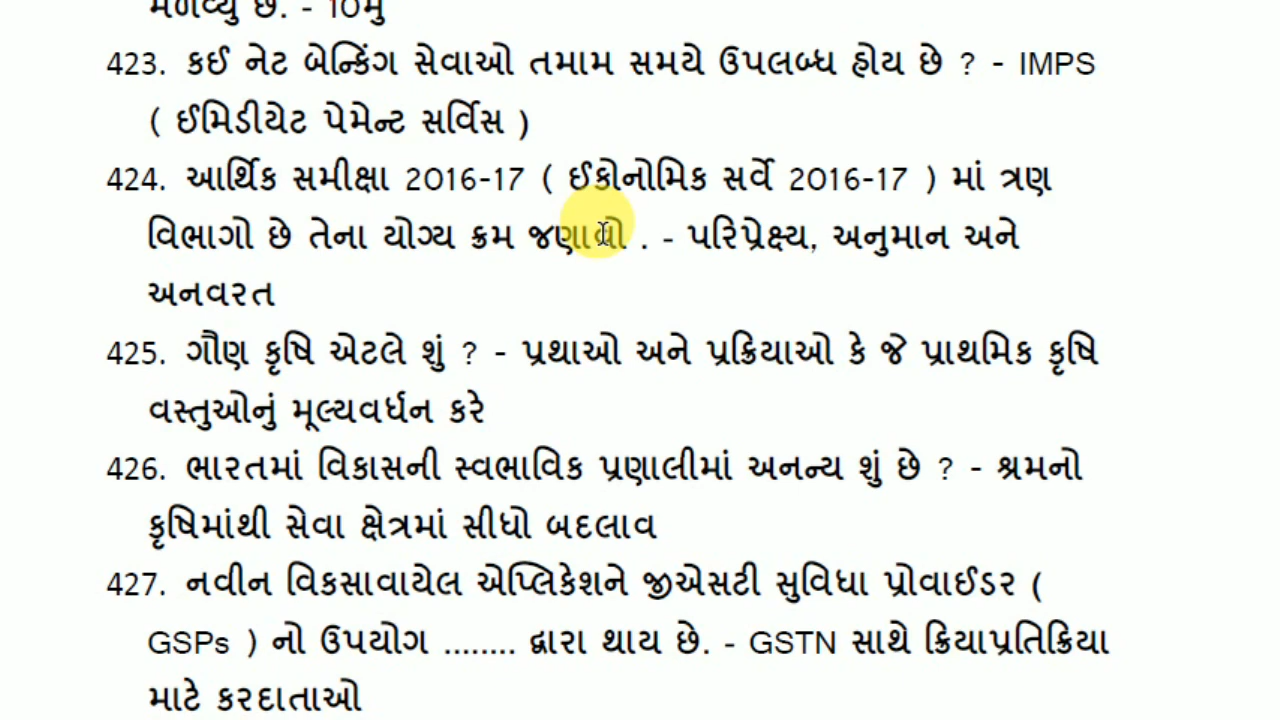 મળ્યુ છે. - 10મુ
423. કઈ નેટ બેન્કિંગ સેવાઓ તમામ સમયે ઉપલબ્ધ હોય છે ? - IMPS
( ઈમિડીયેટ પેમેન્ટ સર્વિસ )
424. આર્થિક સમીક્ષા 2016-17 ( ઈકોનોમિક સર્વે 2016-17 ) માં ત્રણ
વિભાગો છે તેના યોગ્ય ક્રમ જણાવો . - પરિપ્રેક્ષ્ય, અનુમાન અને
અનવરત
425. ગૌણ કૃષિ એટલે શું ? - પ્રથાઓ અને પ્રક્રિયાઓ કે જે પ્રાથમિક કૃષિ
વસ્તુઓનું મૂલ્યવર્ધન કરે
426. ભારતમાં વિકાસની સ્વભાવિક પ્રણાલીમાં અનન્ય શું છે ? - શ્રમનો
કૃષિમાંથી સેવા ક્ષેત્રમાં સીધો બદલાવ
427. નવીન વિકસાવાયેલ એપ્લિકેશને જીએસટી સુવિધા પ્રોવાઈડર (
GSPs ) નો ઉપયોગ ........ દ્વારા થાય છે. - GSTN સાથે ક્રિયાપ્રતિક્રિયા
માટે કરદાતાઓ